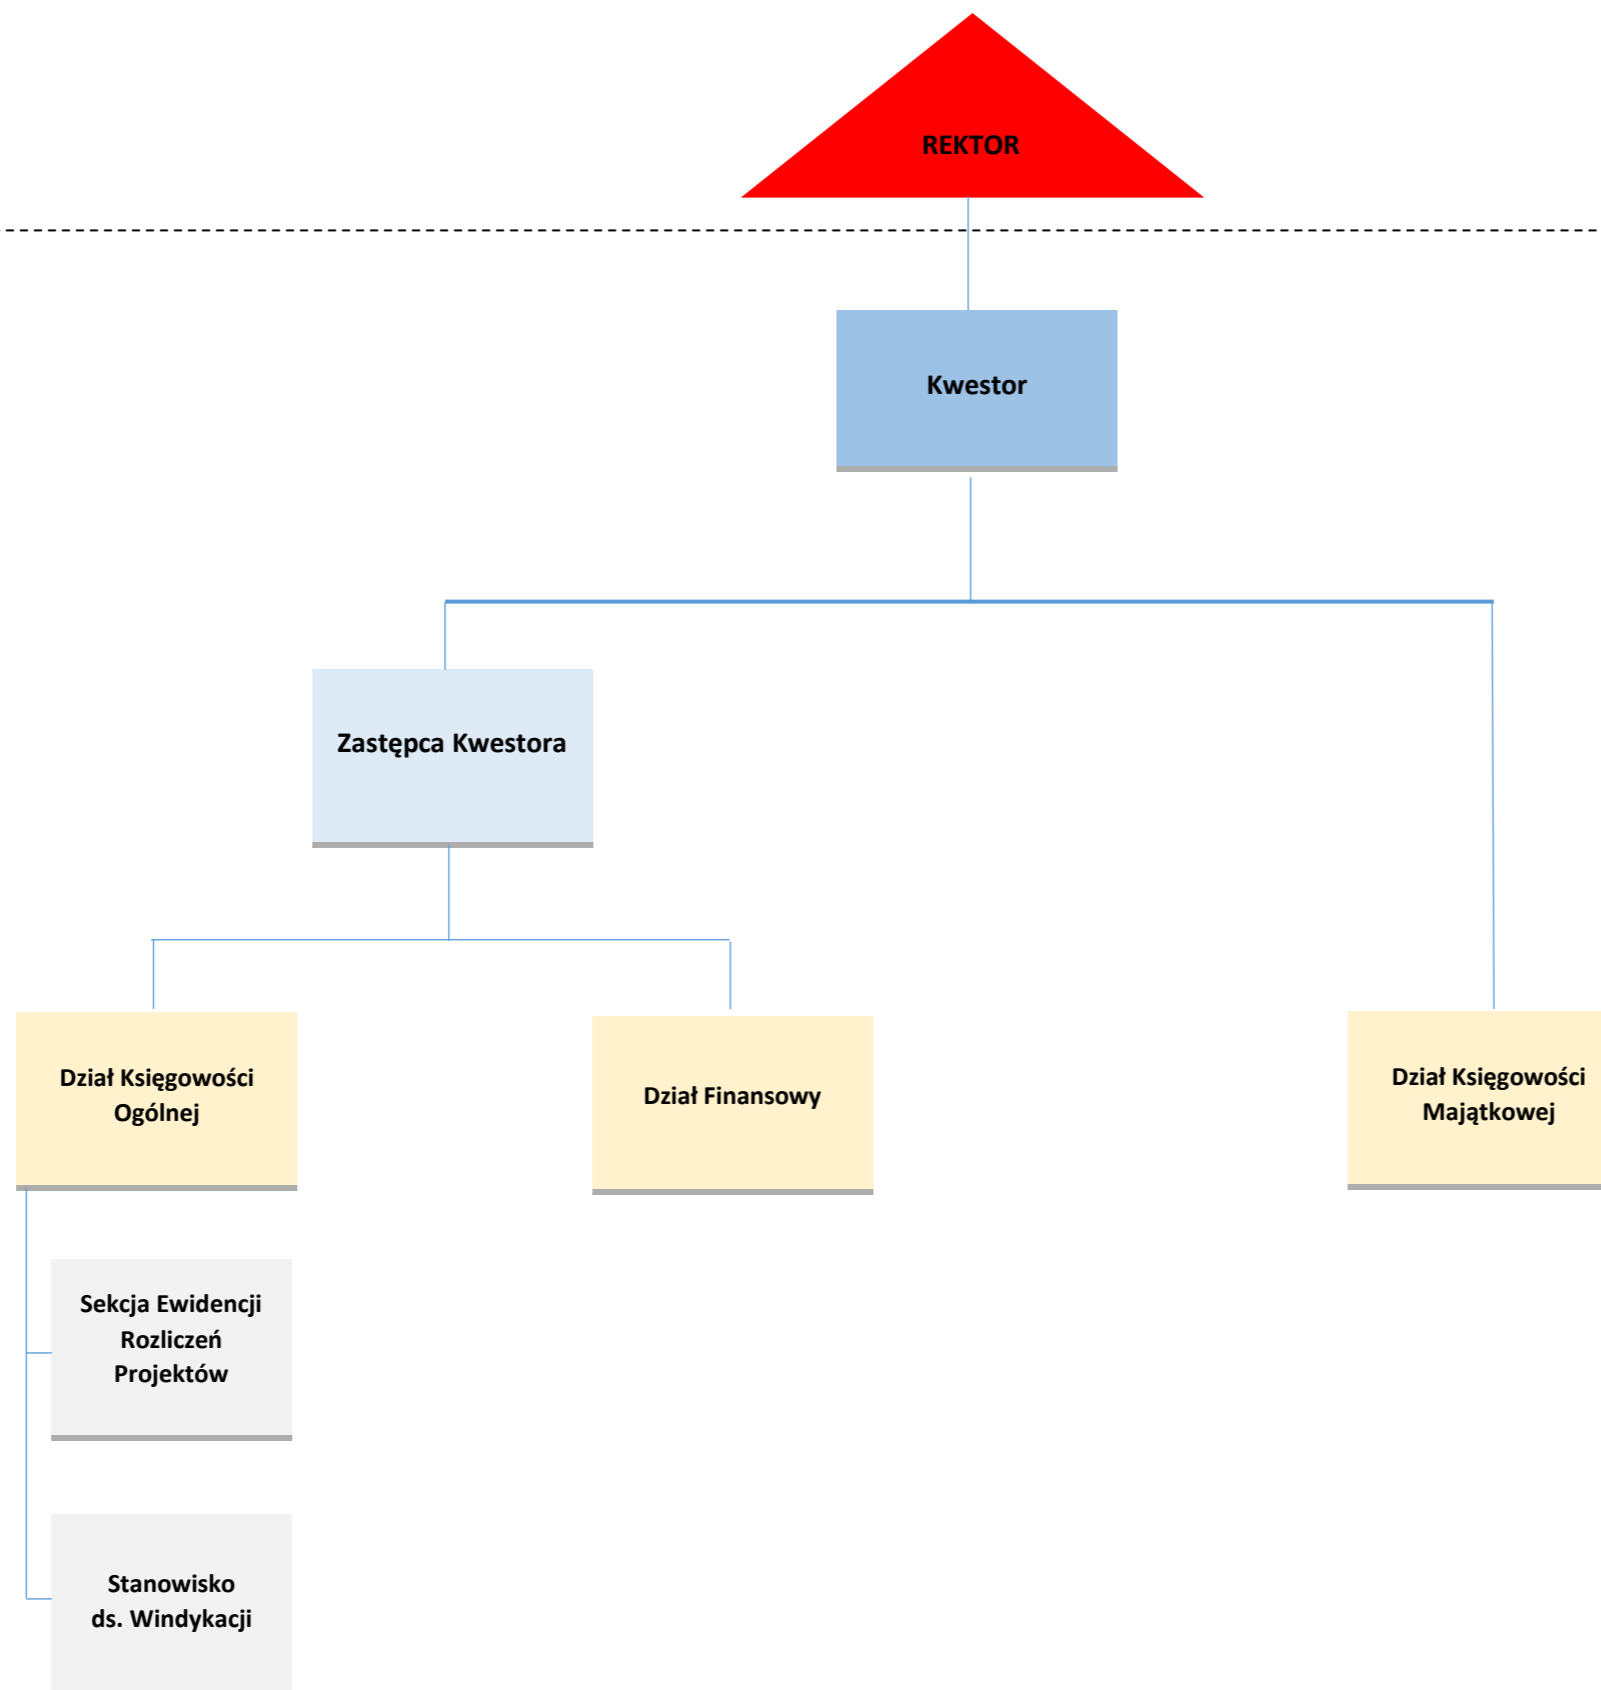 REKTOR
Kwestor
Zastępca Kwestora
Dział Księgowości
Ogólnej
Dział Finansowy
Dział Księgowości
Majątkowej
Sekcja Ewidencji
Rozliczeń
Projektów
Stanowisko
ds. Windykacji